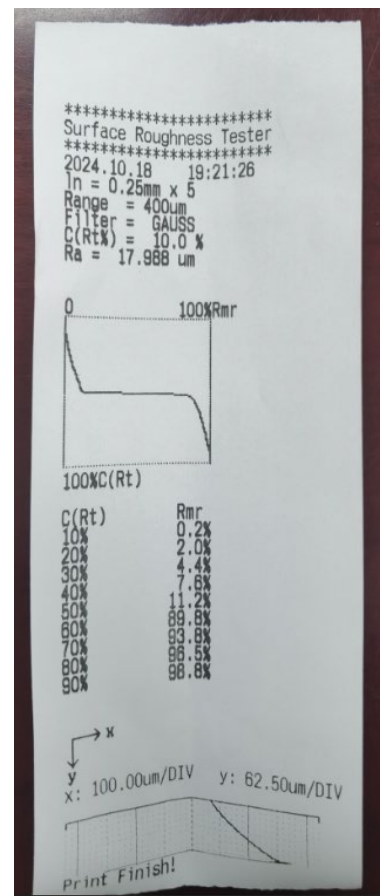 ************************
Surface Roughness Tester
************************
2024.10.18 19:21:26
ln = 0.25mm x 5
Range = 400um
Filter = GAUSS
C(Rt%) = 10.0 %
Ra = 17.988 um
0 100%Rmr
100%C(Rt)
C(Rt) Rmr
10% 0.2%
20% 2.0%
30% 4.4%
40% 7.6%
50% 11.2%
60% 89.8%
70% 93.8%
80% 96.5%
90% 98.8%
x
y
x: 100.00um/DIV y: 62.50um/DIV
Print Finish!